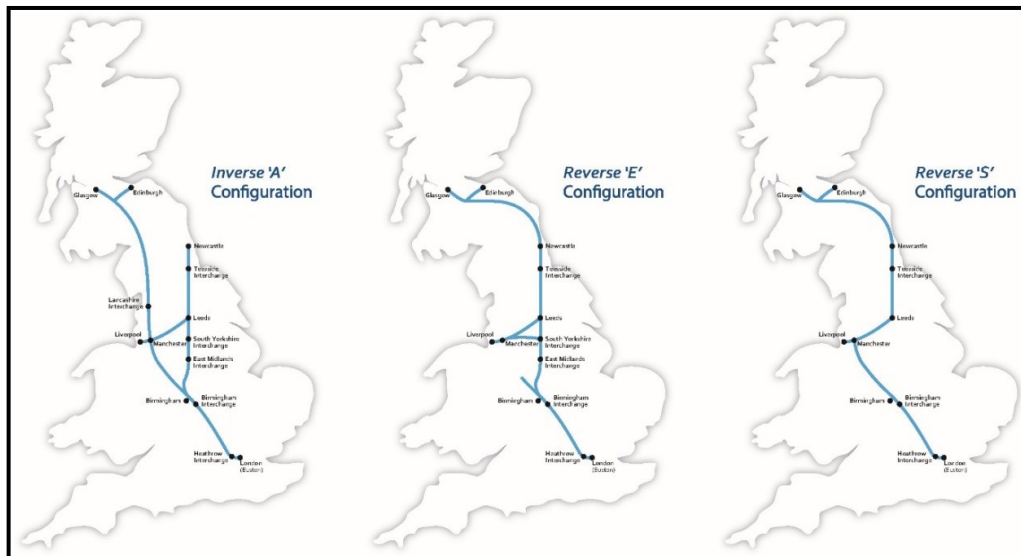 Inverse 'A'
Configuration
Glasgow
Edinburgh
Newcastle
Teesside
Interchange
Lancashire
Interchange
Leeds
Liverpool
Manchester
South Yorkshire
Interchange
East Midlands
Interchange
Birmingham
Birmingham
Interchange
Heathrow
Interchange
London
(Euston)
Reverse 'E'
Configuration
Glasgow
Edinburgh
Newcastle
Teesside
Interchange
Leeds
Liverpool
Manchester
South Yorkshire
Interchange
East Midlands
Interchange
Birmingham
Birmingham
Interchange
Heathrow
Interchange
London
(Euston)
Reverse 'S'
Configuration
Glasgow
Edinburgh
Newcastle
Teesside
Interchange
Leeds
Liverpool
Manchester
Birmingham
Birmingham
Interchange
Heathrow
Interchange
London
(Euston)